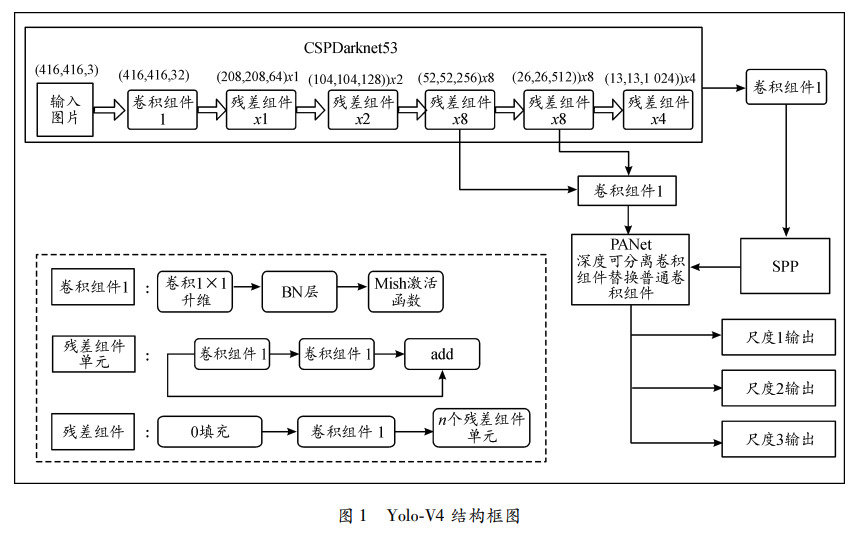 CSPDarknet53
(416,416,3)
(416,416,32)
(208,208,64)x1
(104,104,128))x2
(52,52,256)x8
(26,26,512))x8
(13,13,1 024))x4
输入
图片
卷积组件
1
残差组件
x1
残差组件
x2
残差组件
x8
残差组件
x8
残差组件
x4
卷积组件1
卷积组件1
PANet
深度可分离卷积
组件替换普通卷
积组件
SPP
尺度1输出
尺度2输出
尺度3输出
卷积组件1
:
卷积1×1
升维
BN层
Mish激活
函数
残差组件
单元
:
卷积组件 1
卷积组件 1
add
残差组件
:
0填充
卷积组件 1
n个残差组件
单元
图 1 Yolo-V4 结构框图